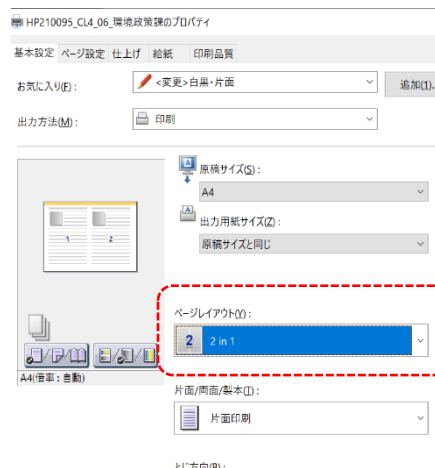 HP210095_CL4_06_環境政策課のプロパティ
基本設定 ページ設定 仕上げ 給紙 印刷品質
お気に入り(F): <変更>白黒・片面 追加(1)...
出力方法(M): 印刷
原稿サイズ(S):
A4
出力用紙サイズ(Z):
原稿サイズと同じ
1 2
ページレイアウト(Y):
2 2 in 1
A4(倍率:自動)
片面/両面/製本(I):
片面印刷
とじ方向(B):